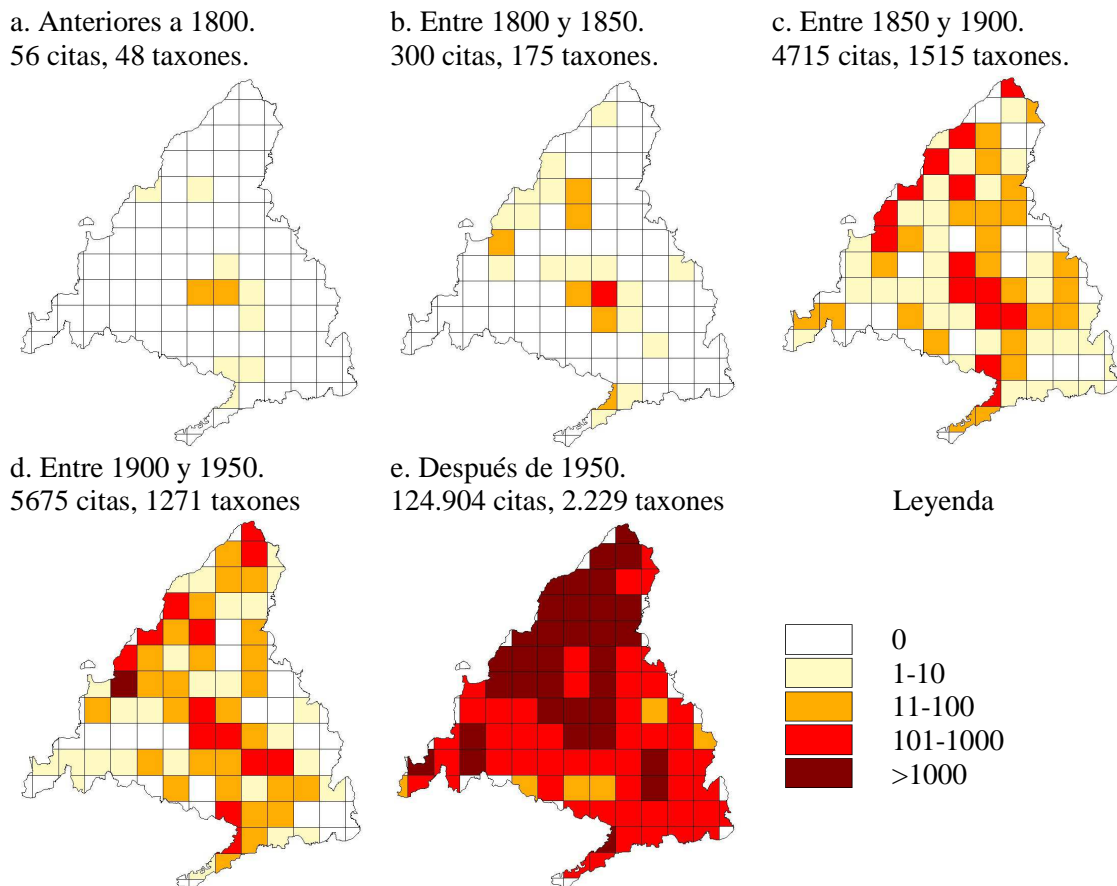 a. Anteriores a 1800.
56 citas, 48 taxones.
b. Entre 1800 y 1850.
300 citas, 175 taxones.
c. Entre 1850 y 1900.
4715 citas, 1515 taxones.
d. Entre 1900 y 1950.
5675 citas, 1271 taxones
e. Después de 1950.
124.904 citas, 2.229 taxones
Leyenda
0
1-10
11-100
101-1000
>1000